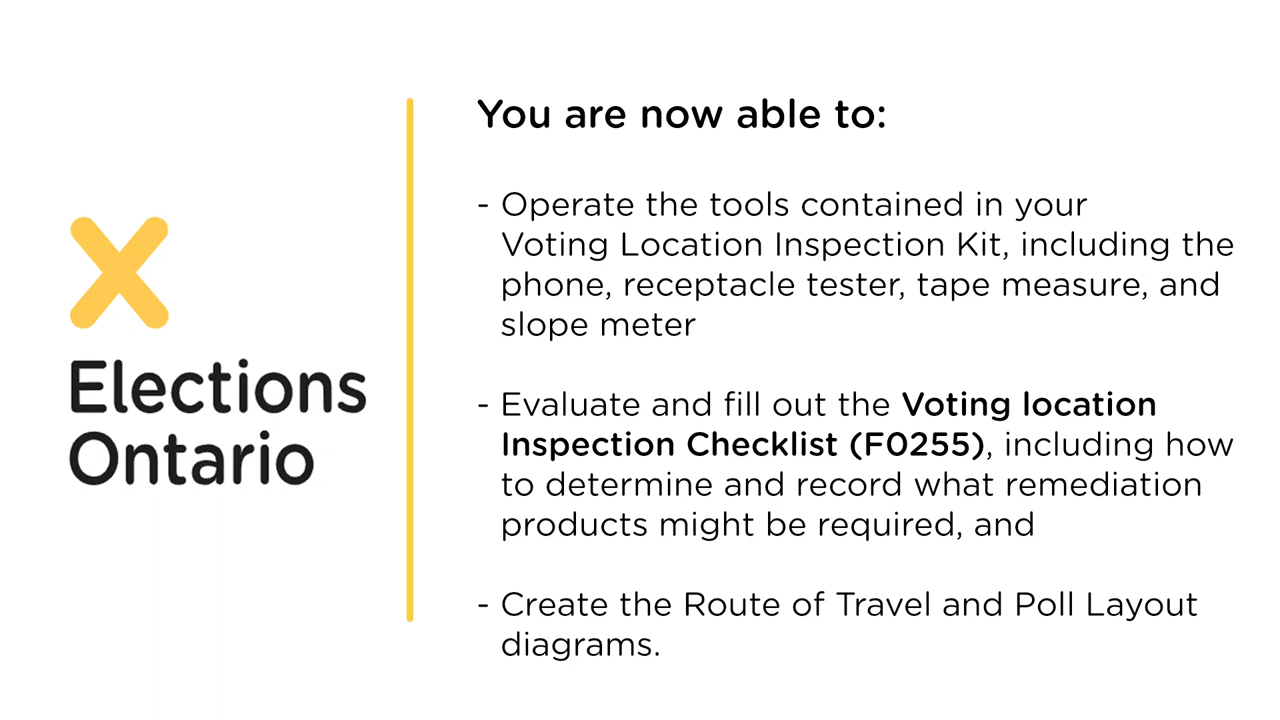 Elections
Ontario
You are now able to:
- Operate the tools contained in your
Voting Location Inspection Kit, including the
phone, receptacle tester, tape measure, and
slope meter
- Evaluate and fill out the Voting location
Inspection Checklist (F0255), including how
to determine and record what remediation
products might be required, and
- Create the Route of Travel and Poll Layout
diagrams.